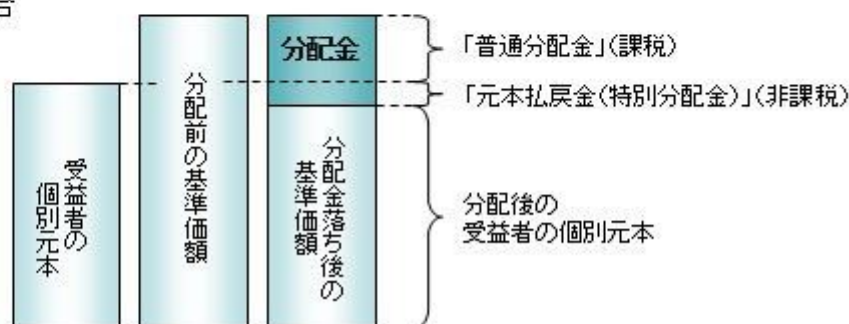 分配金
「普通分配金」(課税)
「元本払戻金(特別分配金)」(非課税)
受益者の
個別元本
分配前の基準価額
分配金落ち後の
基準価額
分配後の
受益者の個別元本